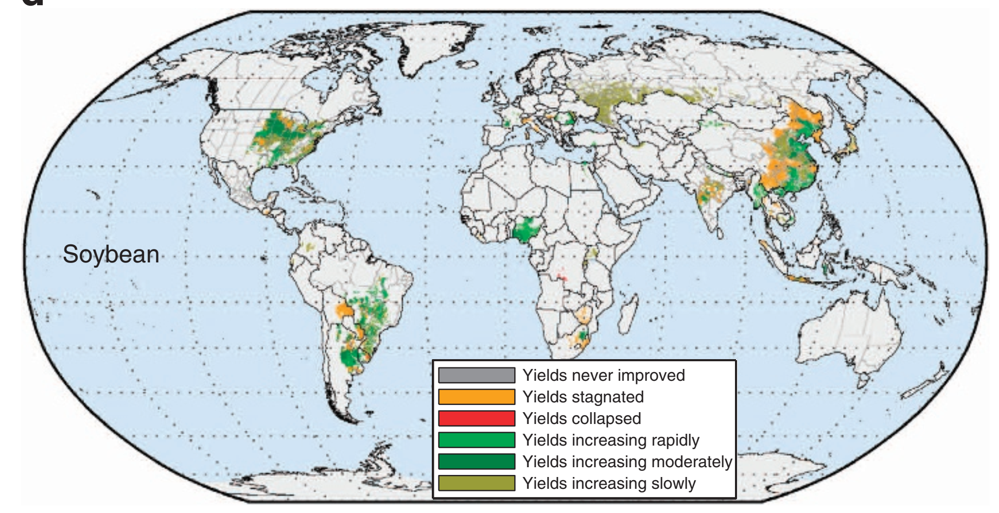 Soybean
Yields never improved
Yields stagnated
Yields collapsed
Yields increasing rapidly
Yields increasing moderately
Yields increasing slowly